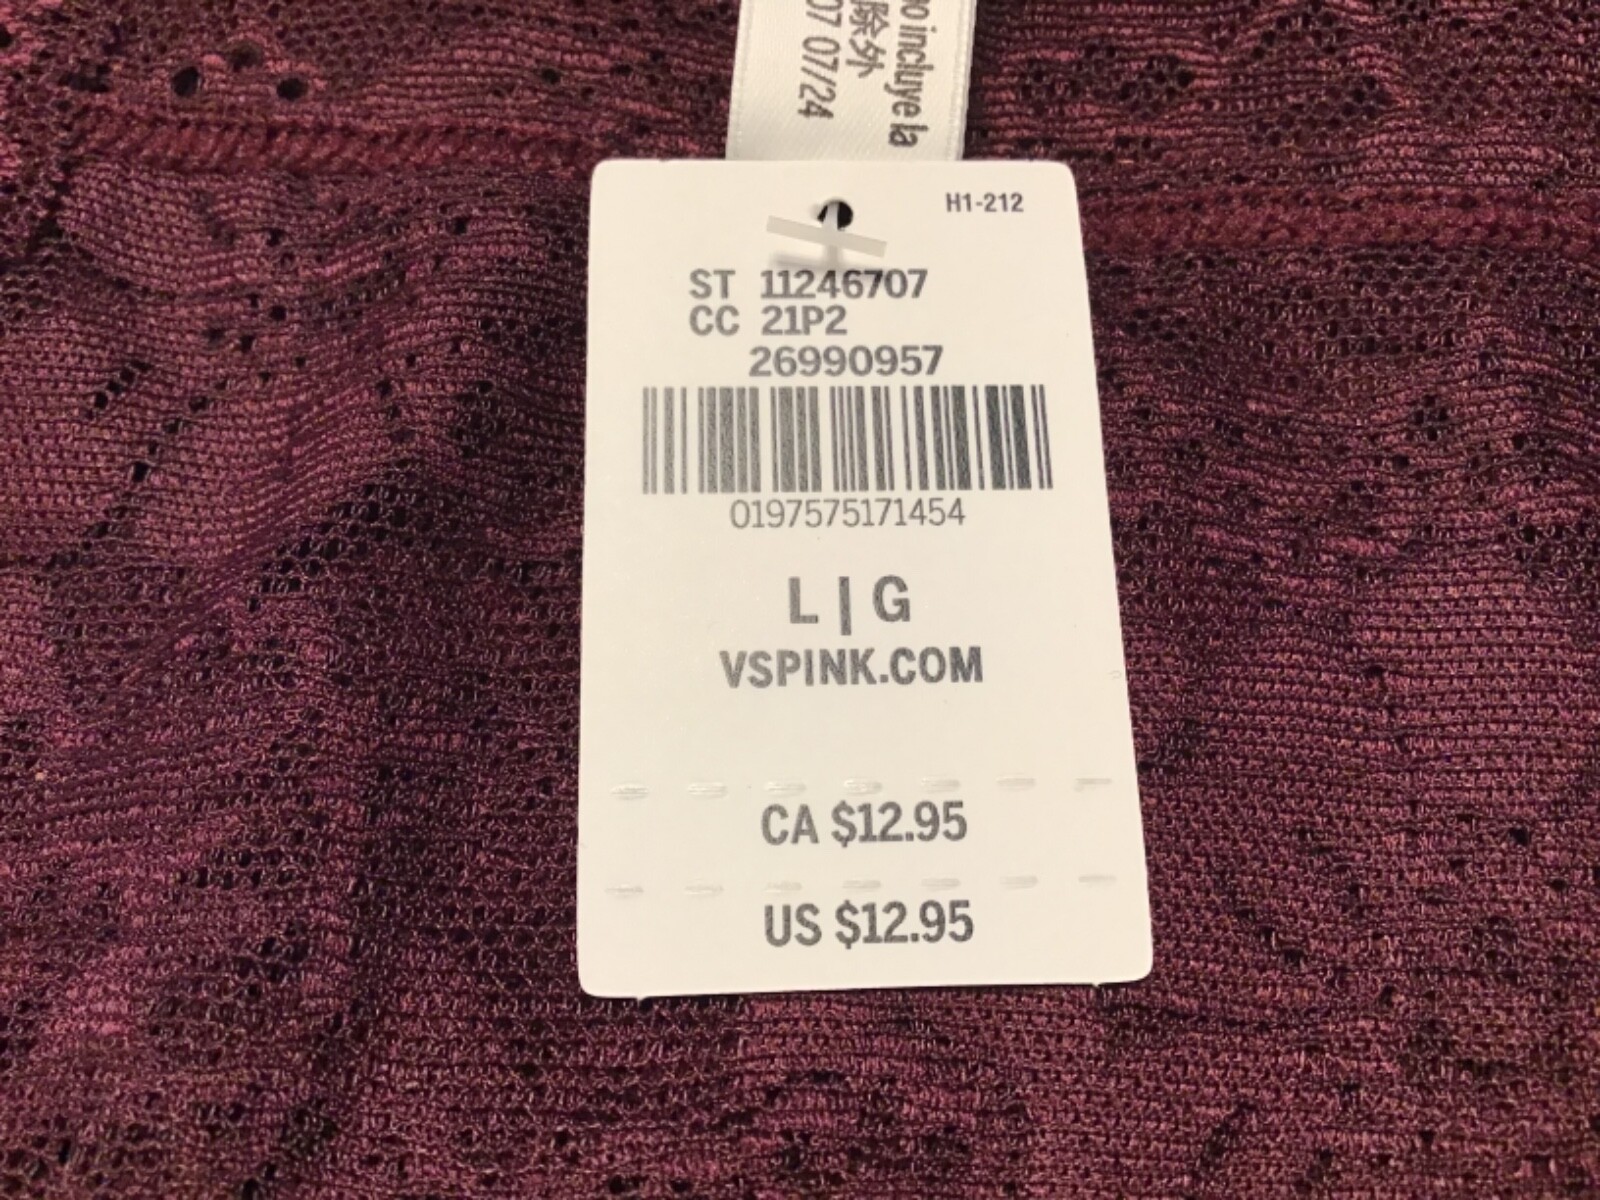 po incluye la
除外
07 07/24
H1-212
ST 11246707
CC 21P2
26990957
0197575171454
L | G
VSPINK.COM
CA $12.95
US $12.95